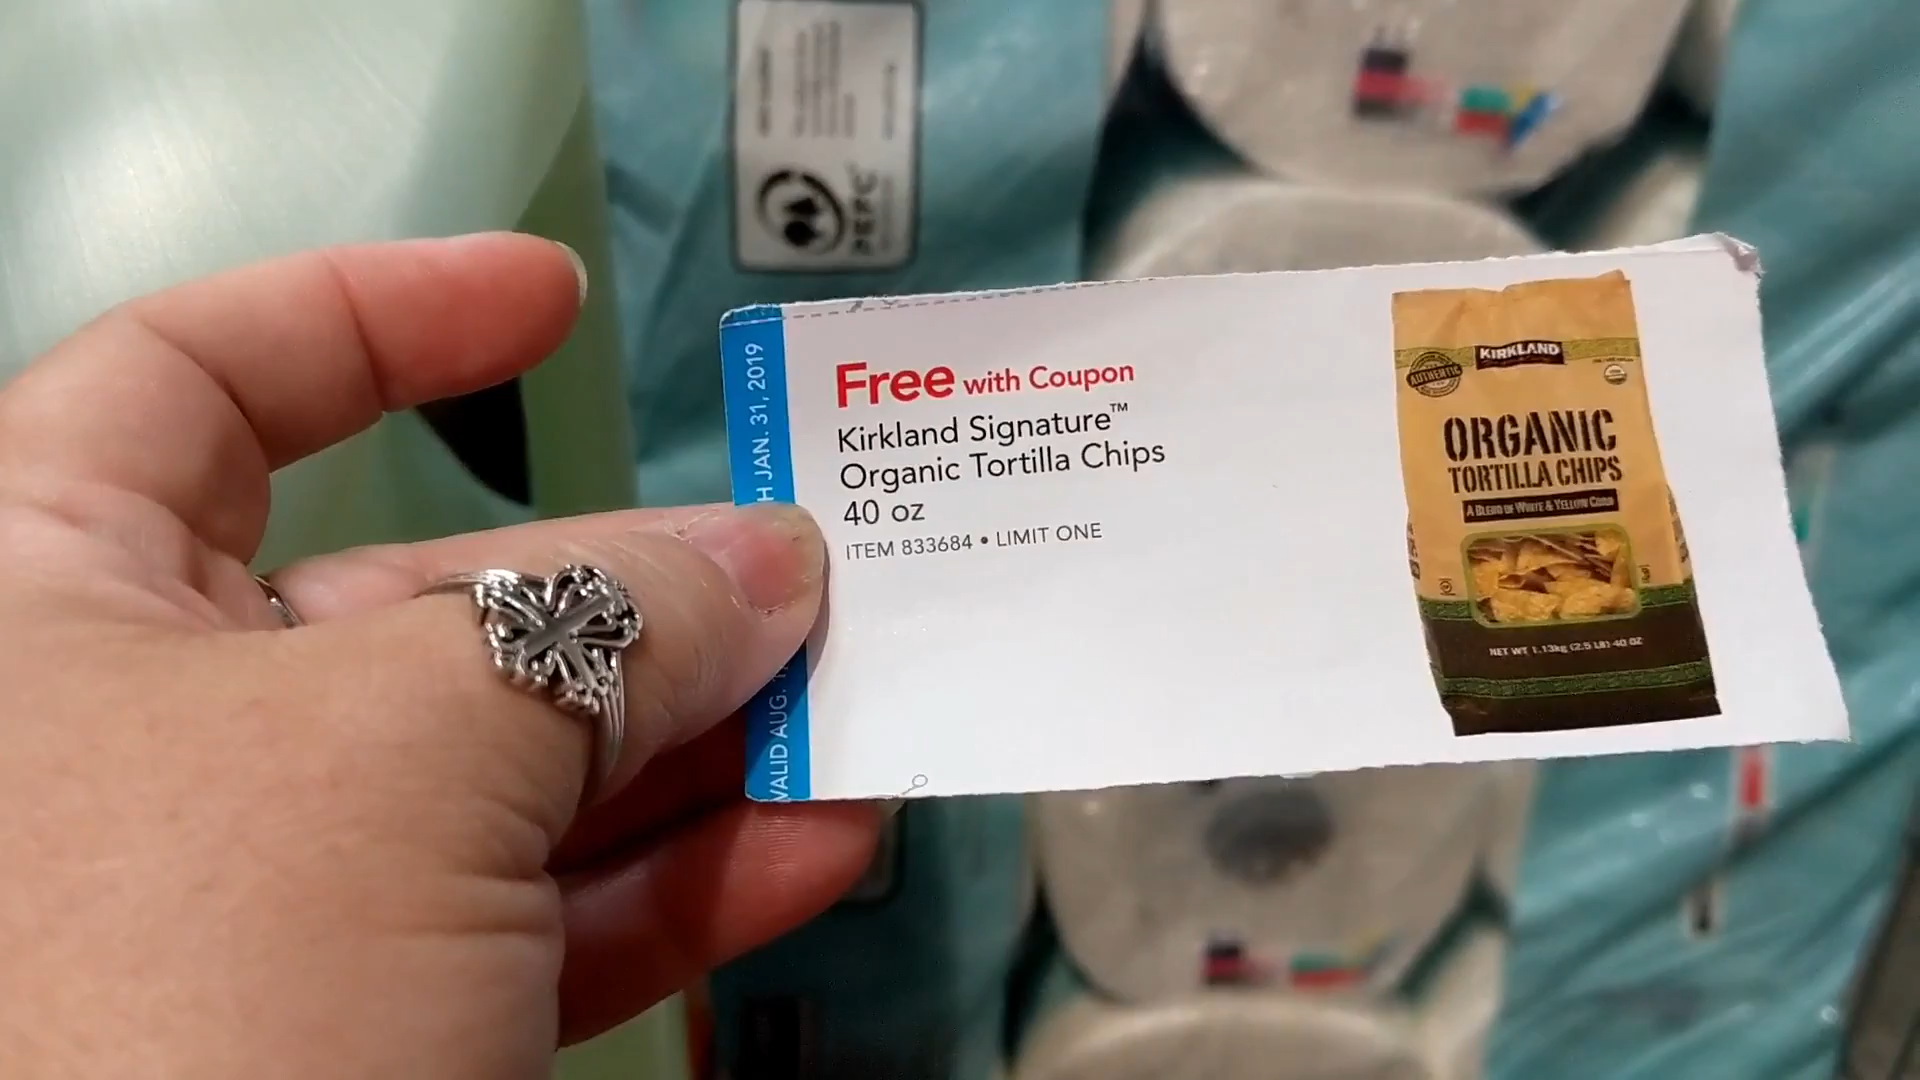 VALID AUG. H JAN. 31, 2019
Free with Coupon
Kirkland Signature™
Organic Tortilla Chips
40 oz
ITEM 833684 • LIMIT ONE
KIRKLAND
AUTHENTIC
ORGANIC
TORTILLA CHIPS
A BLEND OF WHITE & YELLOW CORN
NET WT 1.13kg (2.5 LB) 40 OZ
PEFC